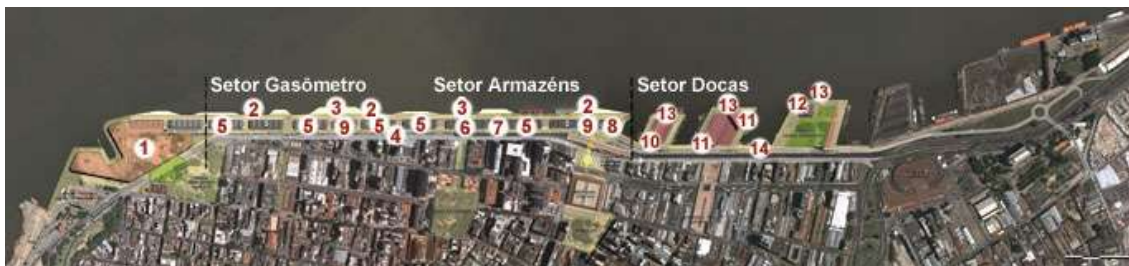 Setor Gasômetro Setor Armazéns Setor Docas
2 3 2 3 2 13 13 12 13
1 5 5 9 5 4 5 6 7 5 9 8 10 11 11 14